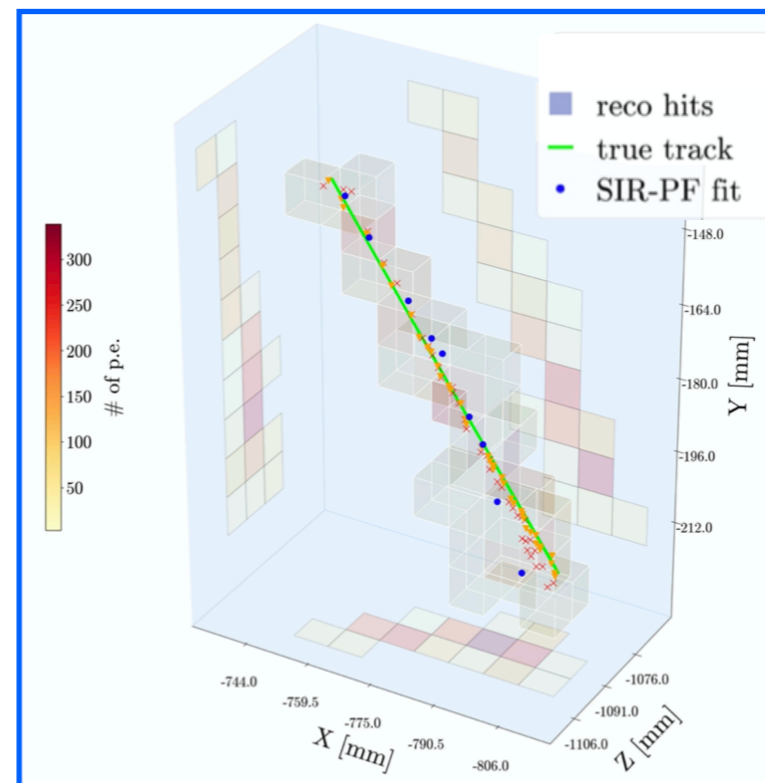 reco hits
true track
SIR-PF fit
-148.0
-164.0
-180.0
-196.0
-212.0
Y [mm]
300
250
200
150
100
50
# of p.e.
-744.0
-759.5
-775.0
-790.5
-806.0
X [mm]
-1076.0
-1091.0
-1106.0
Z [mm]